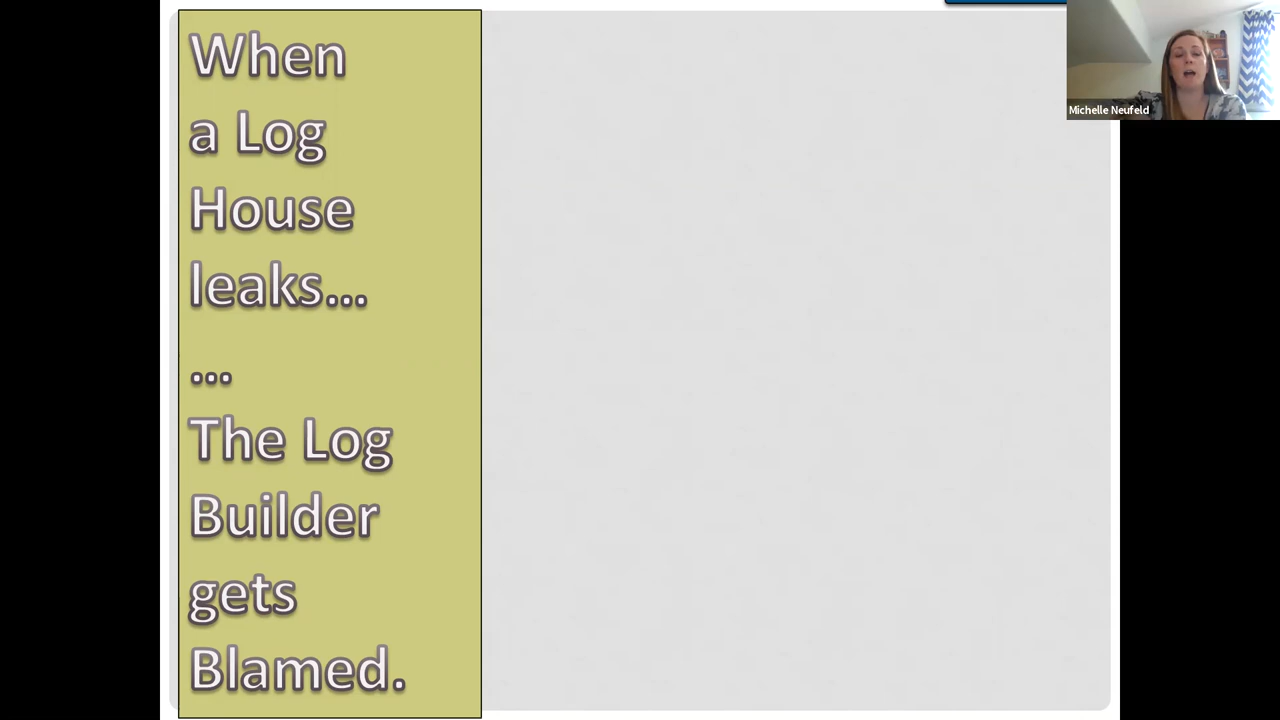 When
a Log
House
leaks...
...
The Log
Builder
gets
Blamed.
Michelle Neufeld